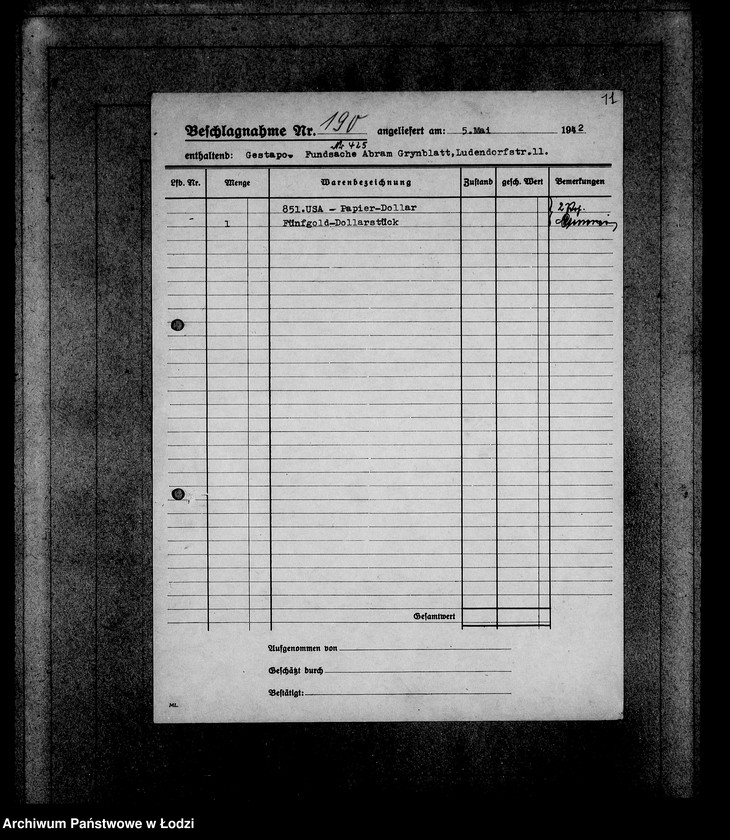 11
Beschlagnahme Nr. 190 angeliefert am: 5.Mai 1942
Nr 425
enthaltend: Gestapo. Fundsache Abram Grynblatt,Ludendorfstr.11.
Lfd. Nr. Menge Warenbezeichnung Zustand gesch. Wert Bemerkungen
851.USA - Papier-Dollar 2
1 Fünfgold-Dollarstück
Gesamtwert
Aufgenommen von
Geschätzt durch
Bestätigt:
ML.
Archiwum Państwowe w Łodzi